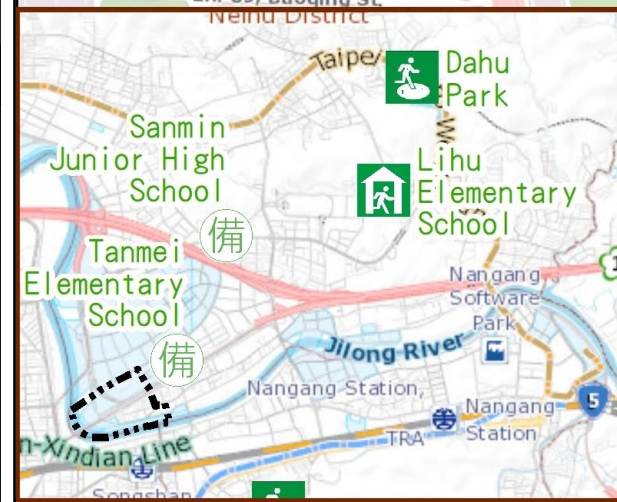 Neihu District
Taipei
Dahu
Park
Sanmin
Junior High
School
備
Lihu
Elementary
School
Tanmei
Elementary
School
備
Nangang
Software
Park
Jilong River
Nangang Station,
TRA
Nangang
Station
5
n-Xindian Line
Songshan